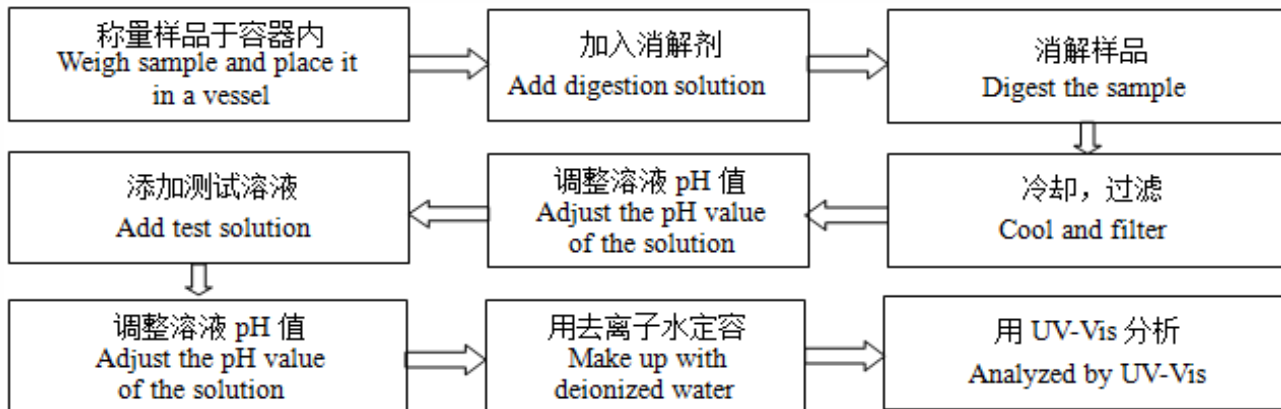 称量样品于容器内
Weigh sample and place it
in a vessel
加入消解剂
Add digestion solution
消解样品
Digest the sample
冷却，过滤
Cool and filter
调整溶液 pH 值
Adjust the pH value
of the solution
添加测试溶液
Add test solution
调整溶液 pH 值
Adjust the pH value
of the solution
用去离子水定容
Make up with
deionized water
用 UV-Vis 分析
Analyzed by UV-Vis